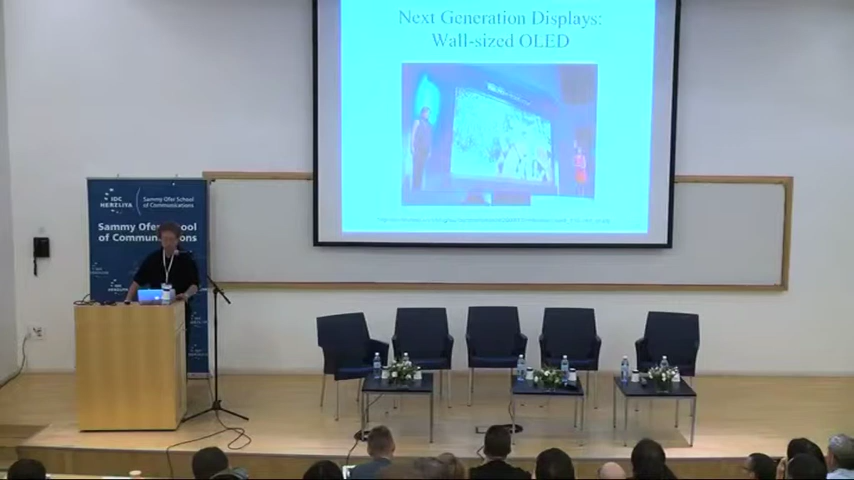 Next Generation Displays:
Wall-sized OLED
IDC
HERZLIYA
Sammy Ofer School
of Communications
Sammy Ofer School
of Communications